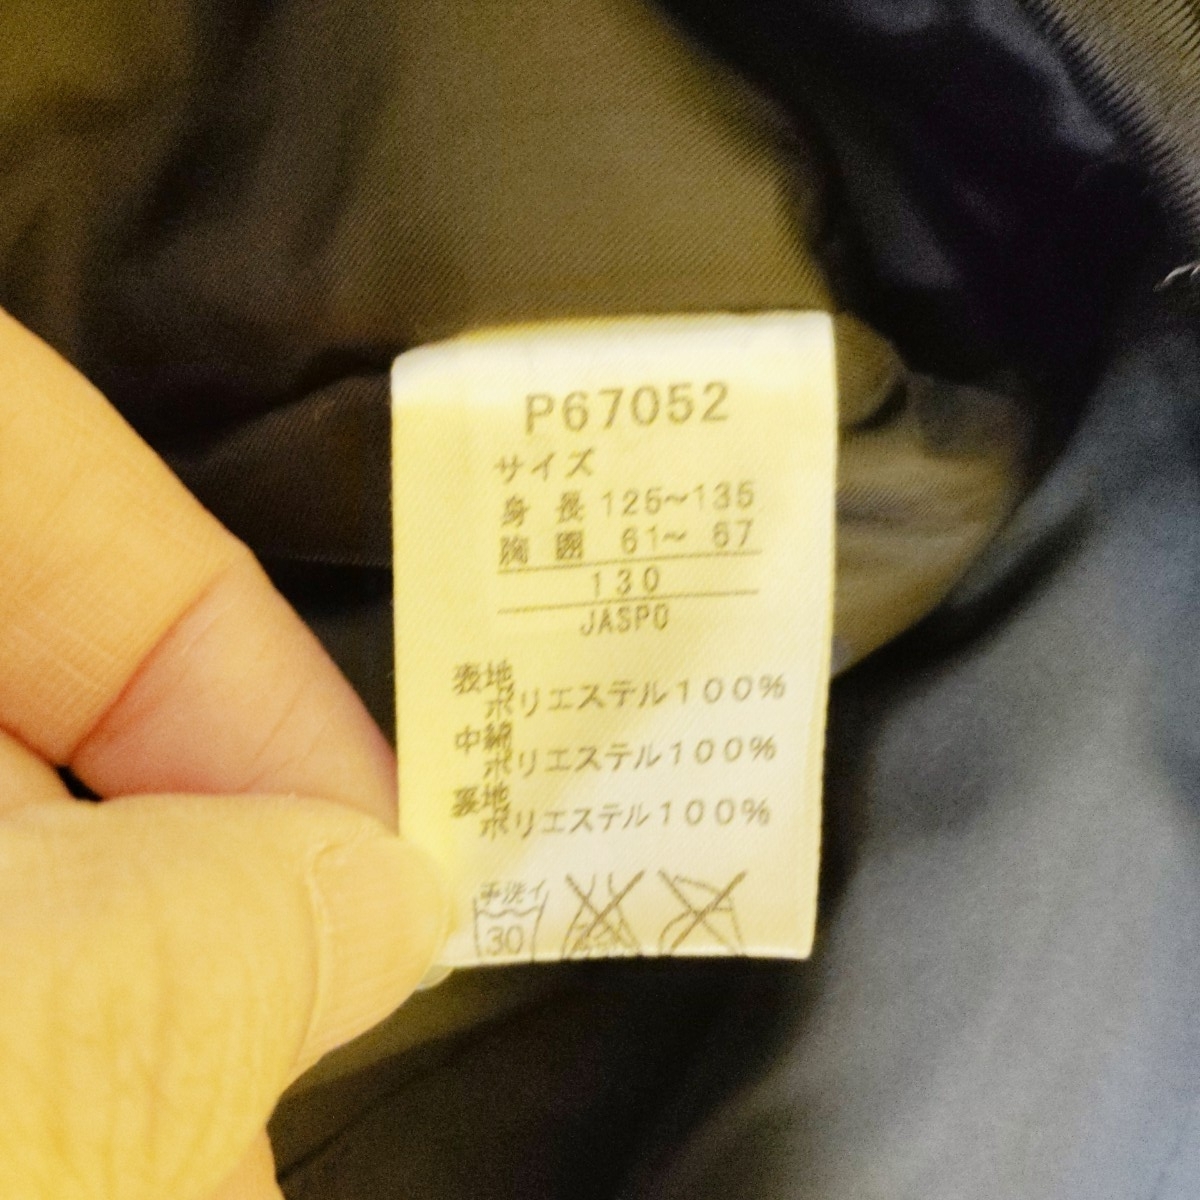 P67052
サイズ
身長 125〜135
胸囲 61〜 67
130
JASPO
表地
ポリエステル100%
中綿
ポリエステル100%
裏地
ポリエステル100%
手洗イ
30